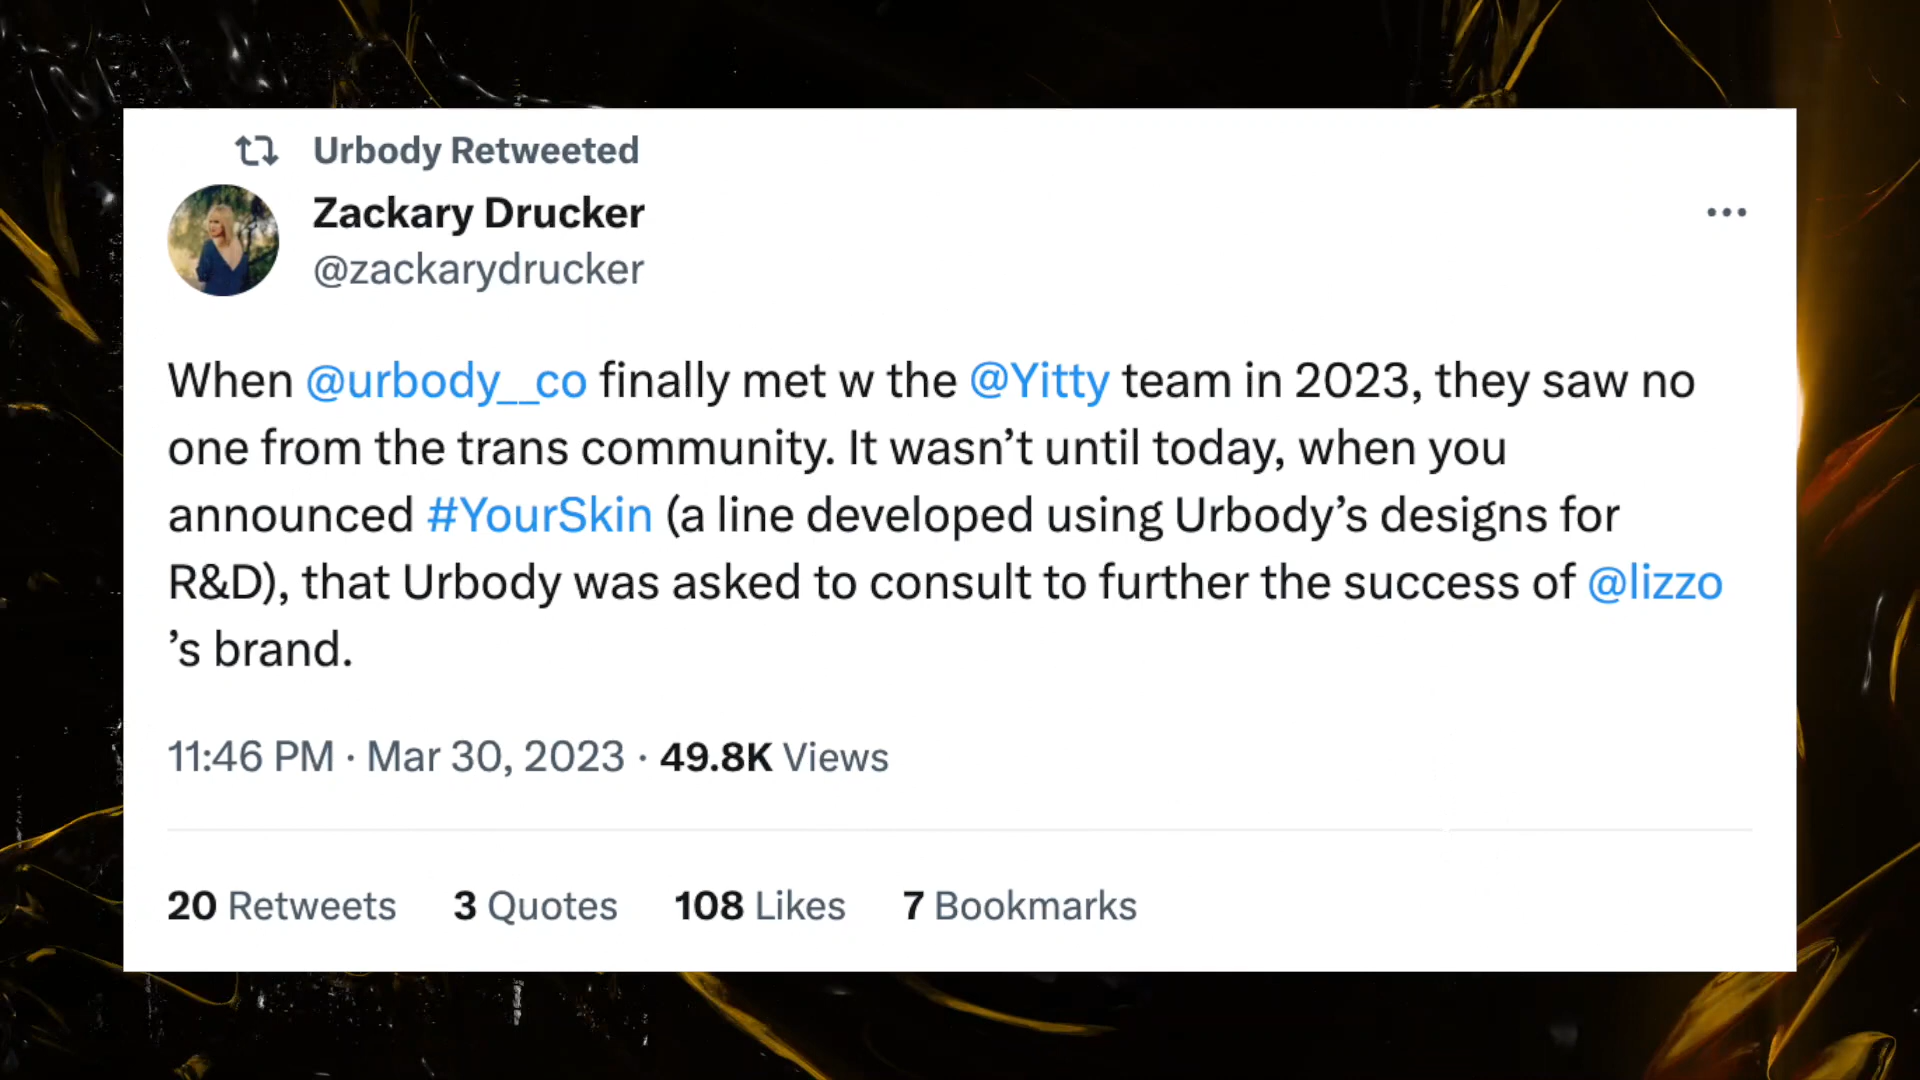 Urbody Retweeted
Zackary Drucker
@zackarydrucker
When @urbody__co finally met w the @Yitty team in 2023, they saw no
one from the trans community. It wasn’t until today, when you
announced #YourSkin (a line developed using Urbody’s designs for
R&D), that Urbody was asked to consult to further the success of @lizzo
’s brand.
11:46 PM · Mar 30, 2023 · 49.8K Views
20 Retweets 3 Quotes 108 Likes 7 Bookmarks